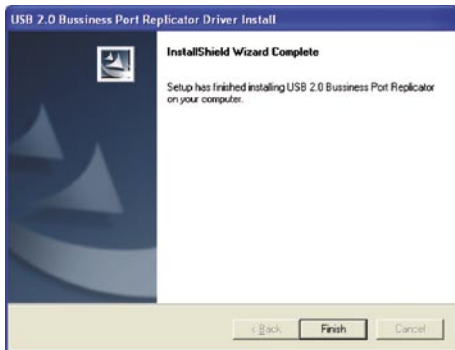 USB 2.0 Bussiness Port Replicator Driver Install
InstallShield Wizard Complete
Setup has finished installing USB 2.0 Bussiness Port Replicator
on your computer.
< Back
Finish
Cancel